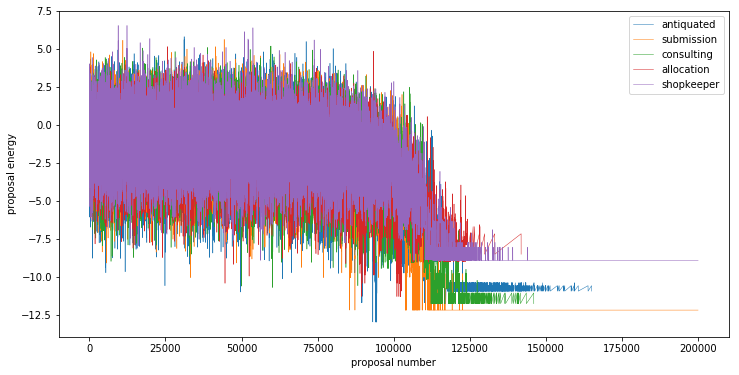 7.5
5.0
2.5
0.0
−2.5
−5.0
−7.5
−10.0
−12.5
proposal energy
antiquated
submission
consulting
allocation
shopkeeper
0 25000 50000 75000 100000 125000 150000 175000 200000
proposal number